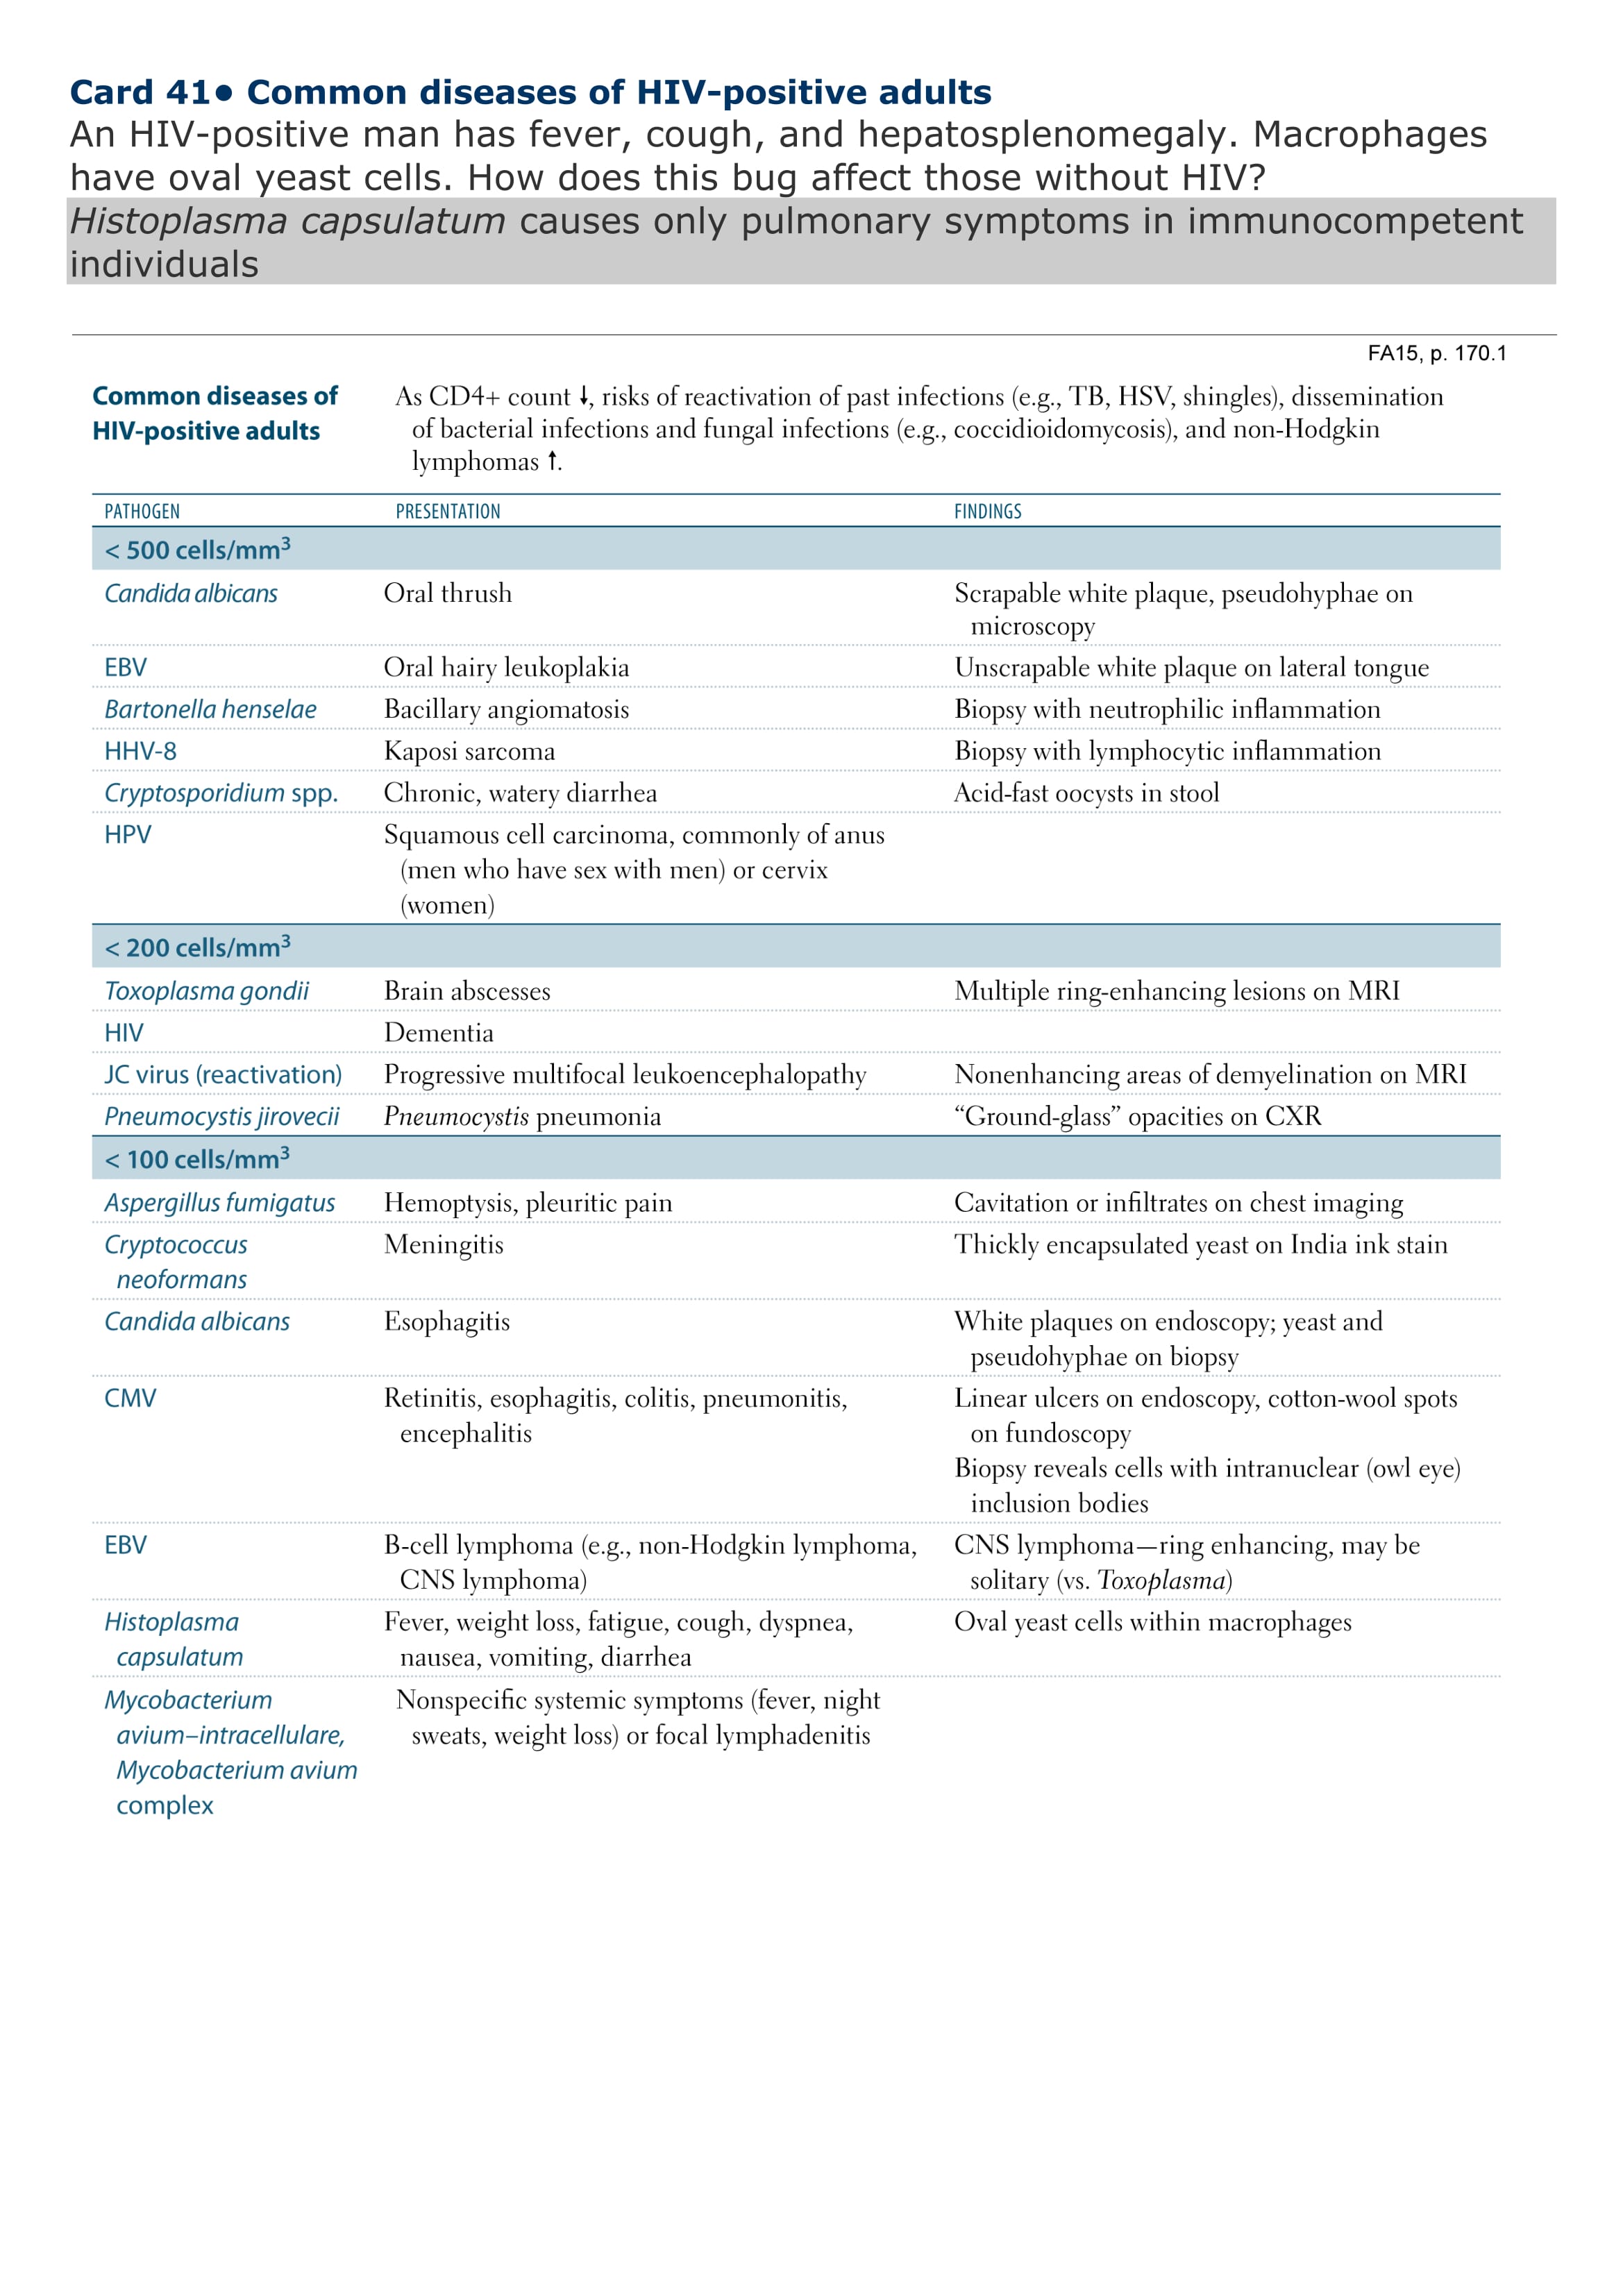 Card 41● Common diseases of HIV-positive adults
An HIV-positive man has fever, cough, and hepatosplenomegaly. Macrophages
have oval yeast cells. How does this bug affect those without HIV?
Histoplasma capsulatum causes only pulmonary symptoms in immunocompetent
individuals
FA15, p. 170.1
Common diseases of
HIV-positive adults
As CD4+ count ↓, risks of reactivation of past infections (e.g., TB, HSV, shingles), dissemination
of bacterial infections and fungal infections (e.g., coccidioidomycosis), and non-Hodgkin
lymphomas ↑.
PATHOGEN PRESENTATION FINDINGS
< 500 cells/mm³
Candida albicans Oral thrush Scrapable white plaque, pseudohyphae on
microscopy
EBV Oral hairy leukoplakia Unscrapable white plaque on lateral tongue
Bartonella henselae Bacillary angiomatosis Biopsy with neutrophilic inflammation
HHV-8 Kaposi sarcoma Biopsy with lymphocytic inflammation
Cryptosporidium spp. Chronic, watery diarrhea Acid-fast oocysts in stool
HPV Squamous cell carcinoma, commonly of anus
(men who have sex with men) or cervix
(women)
< 200 cells/mm³
Toxoplasma gondii Brain abscesses Multiple ring-enhancing lesions on MRI
HIV Dementia
JC virus (reactivation) Progressive multifocal leukoencephalopathy Nonenhancing areas of demyelination on MRI
Pneumocystis jirovecii Pneumocystis pneumonia “Ground-glass” opacities on CXR
< 100 cells/mm³
Aspergillus fumigatus Hemoptysis, pleuritic pain Cavitation or infiltrates on chest imaging
Cryptococcus Meningitis Thickly encapsulated yeast on India ink stain
neoformans
Candida albicans Esophagitis White plaques on endoscopy; yeast and
pseudohyphae on biopsy
CMV Retinitis, esophagitis, colitis, pneumonitis, Linear ulcers on endoscopy, cotton-wool spots
encephalitis on fundoscopy
Biopsy reveals cells with intranuclear (owl eye)
inclusion bodies
EBV B-cell lymphoma (e.g., non-Hodgkin lymphoma, CNS lymphoma—ring enhancing, may be
CNS lymphoma) solitary (vs. Toxoplasma)
Histoplasma Fever, weight loss, fatigue, cough, dyspnea, Oval yeast cells within macrophages
capsulatum nausea, vomiting, diarrhea
Mycobacterium Nonspecific systemic symptoms (fever, night
avium–intracellulare, sweats, weight loss) or focal lymphadenitis
Mycobacterium avium
complex